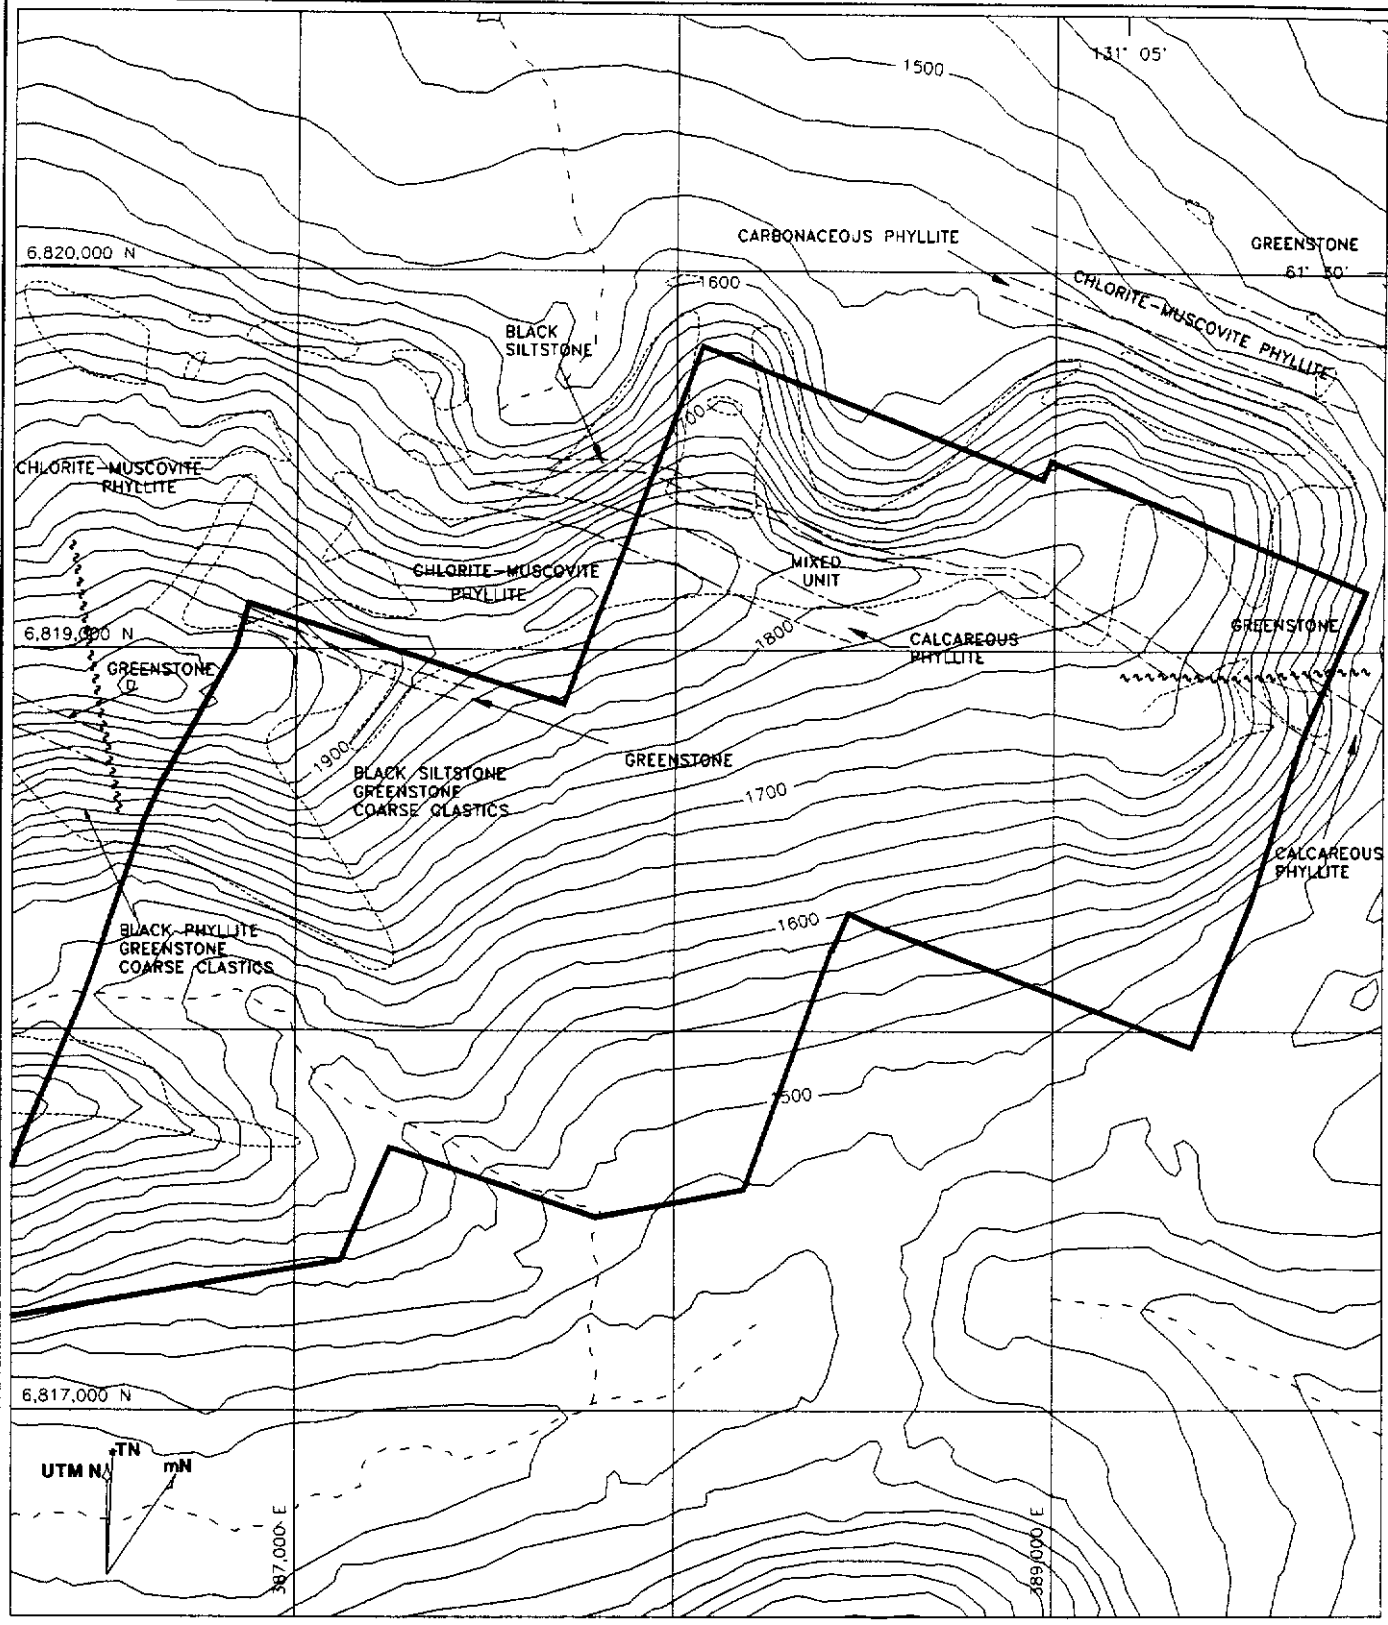 1500
131° 05'
CARBONACEOUS PHYLLITE
GREENSTONE
6,820,000 N
61° 30'
1600
CHLORITE-MUSCOVITE PHYLLITE
BLACK
SILTSTONE
1700
CHLORITE-MUSCOVITE
PHYLLITE
MIXED
UNIT
CHLORITE-MUSCOVITE
PHYLLITE
6,819,000 N
1800
CALCAREOUS
PHYLLITE
GREENSTONE
GREENSTONE
1900
GREENSTONE
BLACK SILTSTONE
GREENSTONE
COARSE CLASTICS
1700
CALCAREOUS
PHYLLITE
1600
BLACK PHYLLITE
GREENSTONE
COARSE CLASTICS
1500
6,817,000 N
TN
UTM N
mN
387,000 E
389,000 E